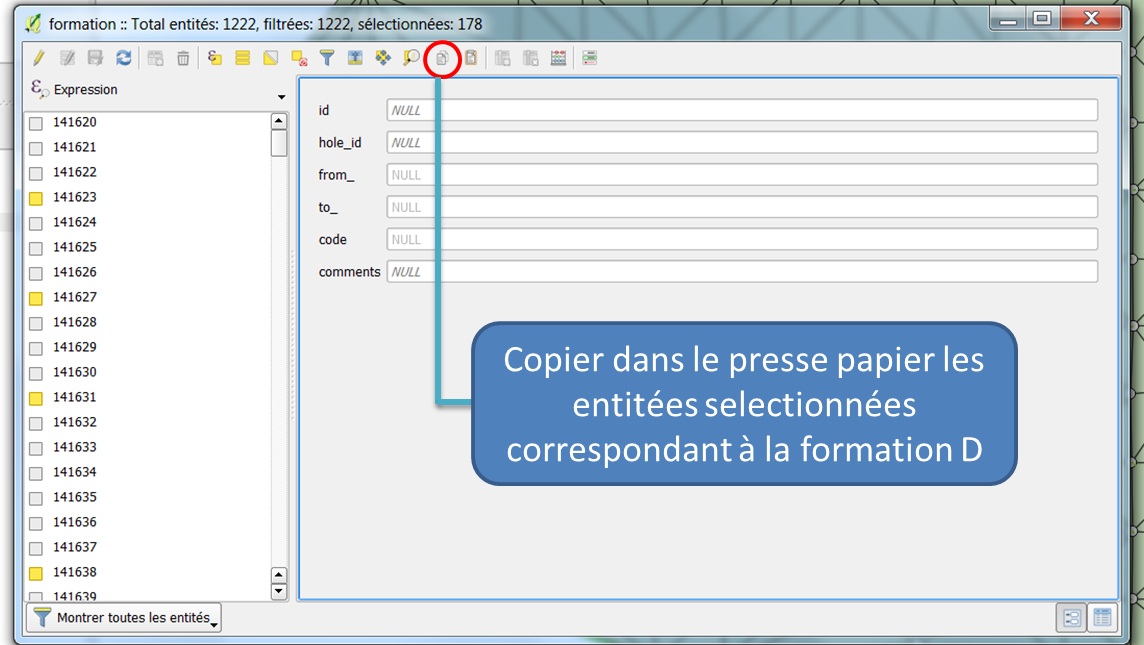 formation :: Total entités: 1222, filtrées: 1222, sélectionnées: 178
Expression
141620
141621
141622
141623
141624
141625
141626
141627
141628
141629
141630
141631
141632
141633
141634
141635
141636
141637
141638
141639
id NULL
hole_id NULL
from_ NULL
to_ NULL
code NULL
comments NULL
Copier dans le presse papier les
entitées selectionnées
correspondant à la formation D
Montrer toutes les entités